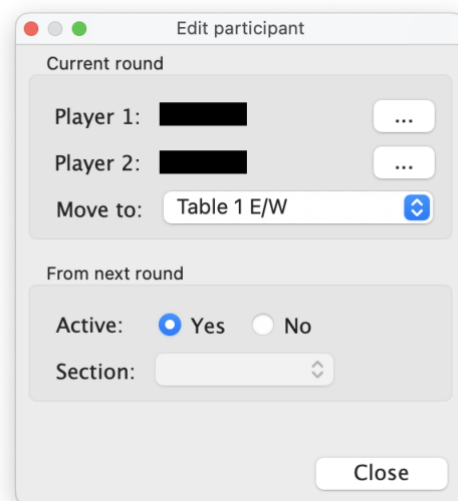 Edit participant
Current round
Player 1:
...
Player 2:
...
Move to: Table 1 E/W
From next round
Active: Yes No
Section:
Close